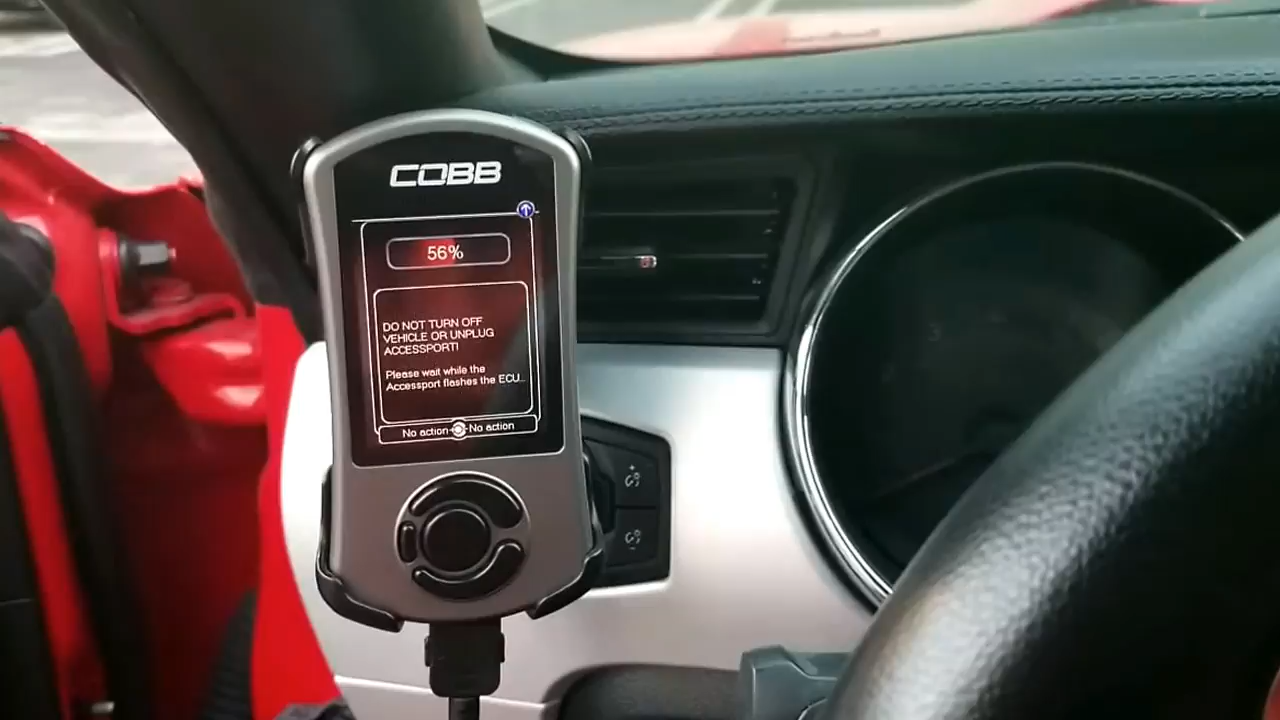 COBB
56%
DO NOT TURN OFF
VEHICLE OR UNPLUG
ACCESSPORT!
Please wait while the
Accessport flashes the ECU...
No action
No action